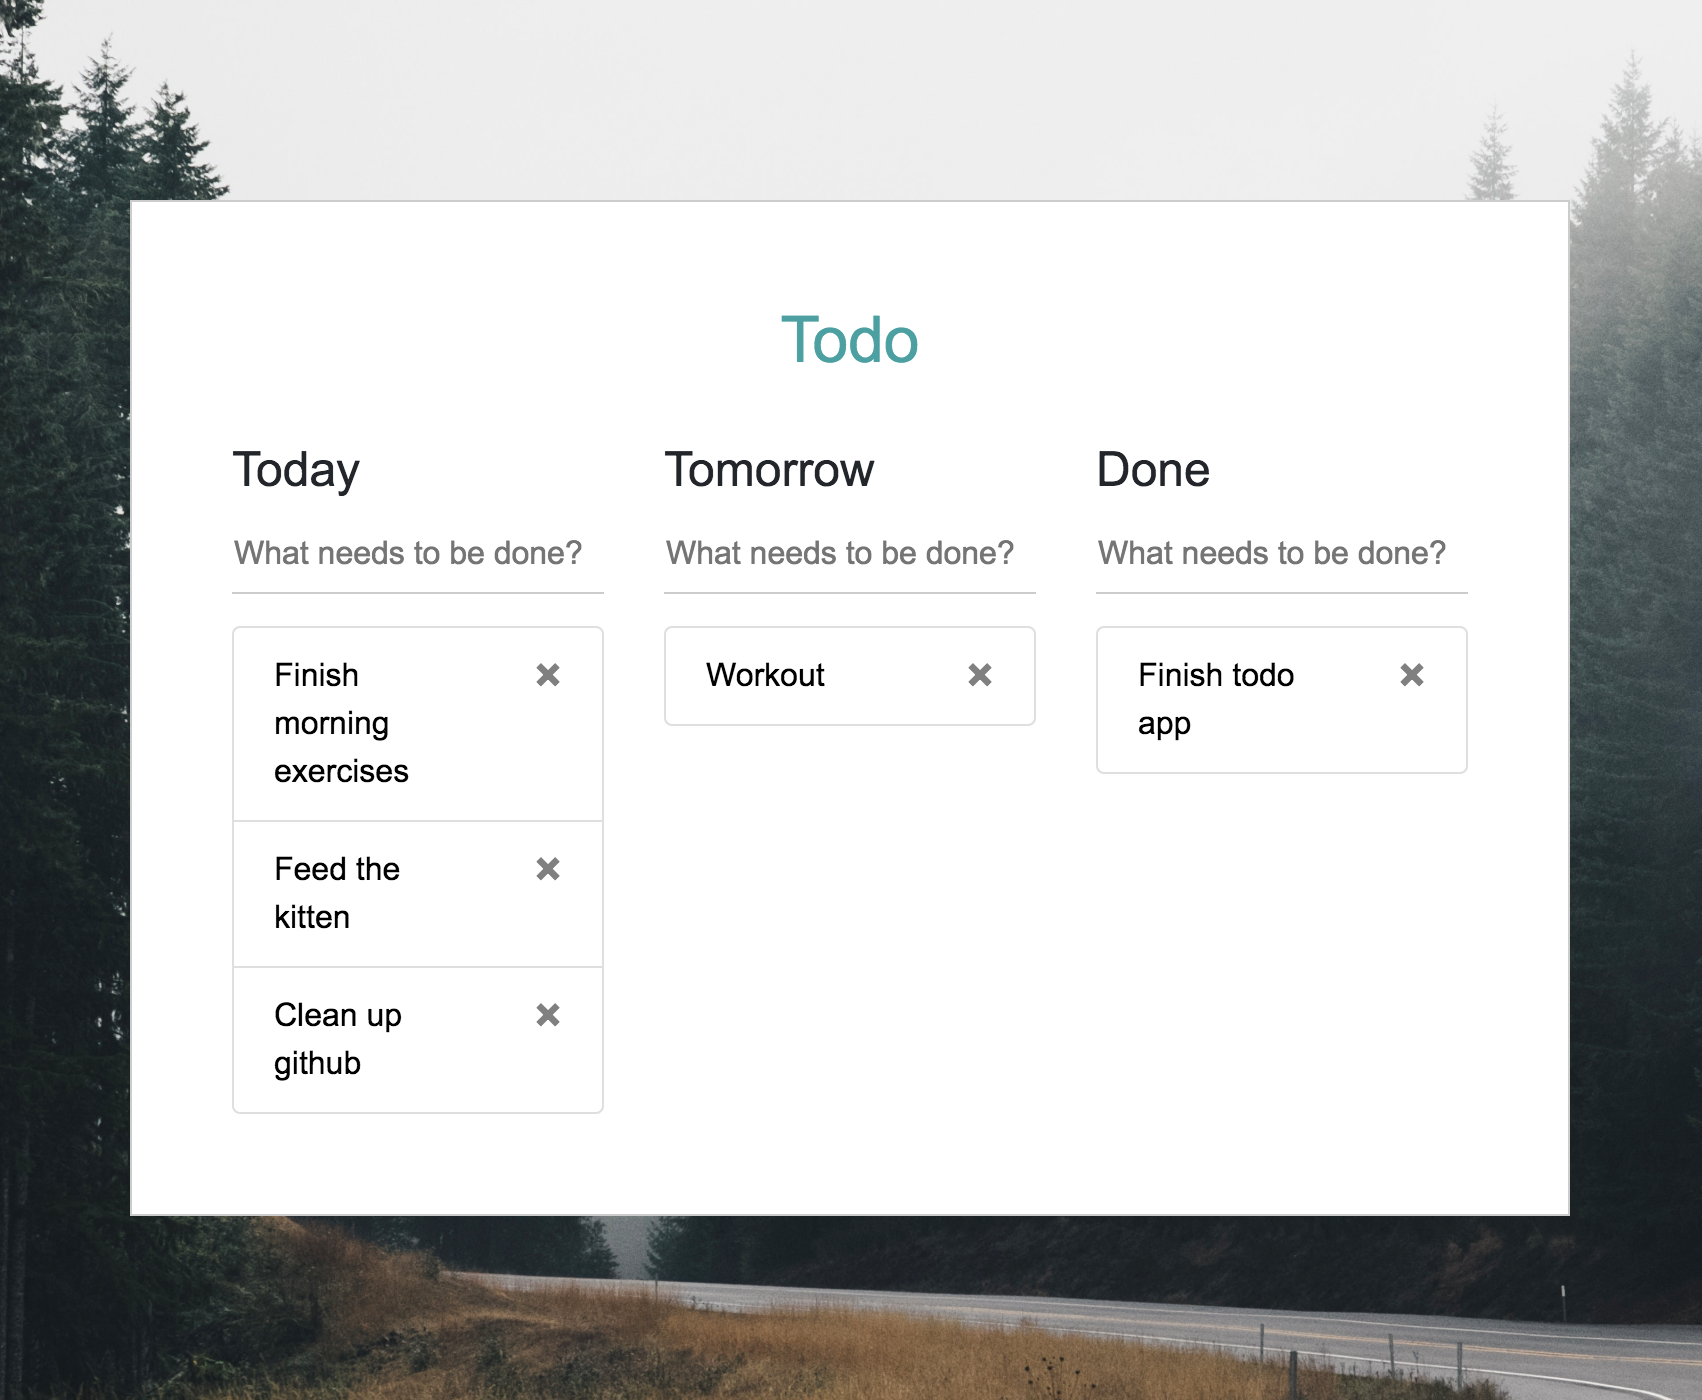 Todo
Today
What needs to be done?
Finish
morning
exercises
Feed the
kitten
Clean up
github
Tomorrow
What needs to be done?
Workout
Done
What needs to be done?
Finish todo
app